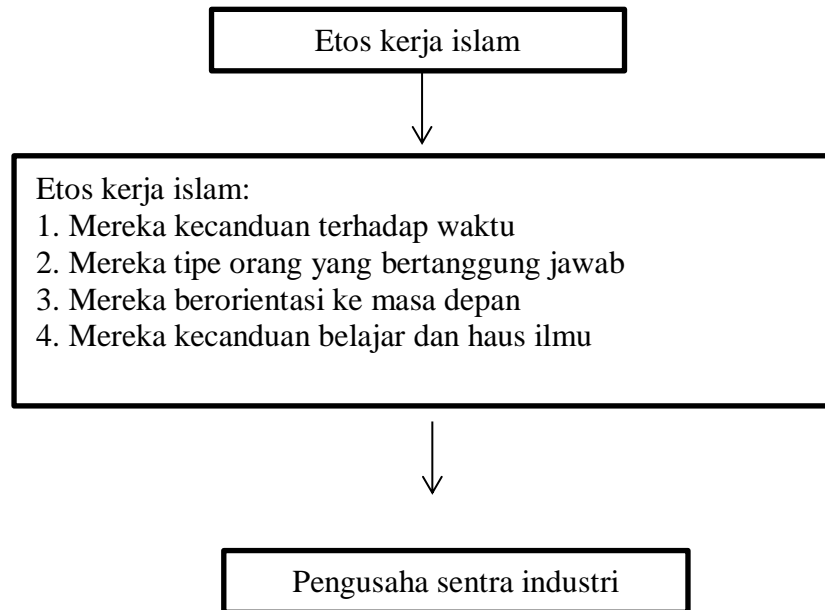 Etos kerja islam
Etos kerja islam:
1. Mereka kecanduan terhadap waktu
2. Mereka tipe orang yang bertanggung jawab
3. Mereka berorientasi ke masa depan
4. Mereka kecanduan belajar dan haus ilmu
Pengusaha sentra industri